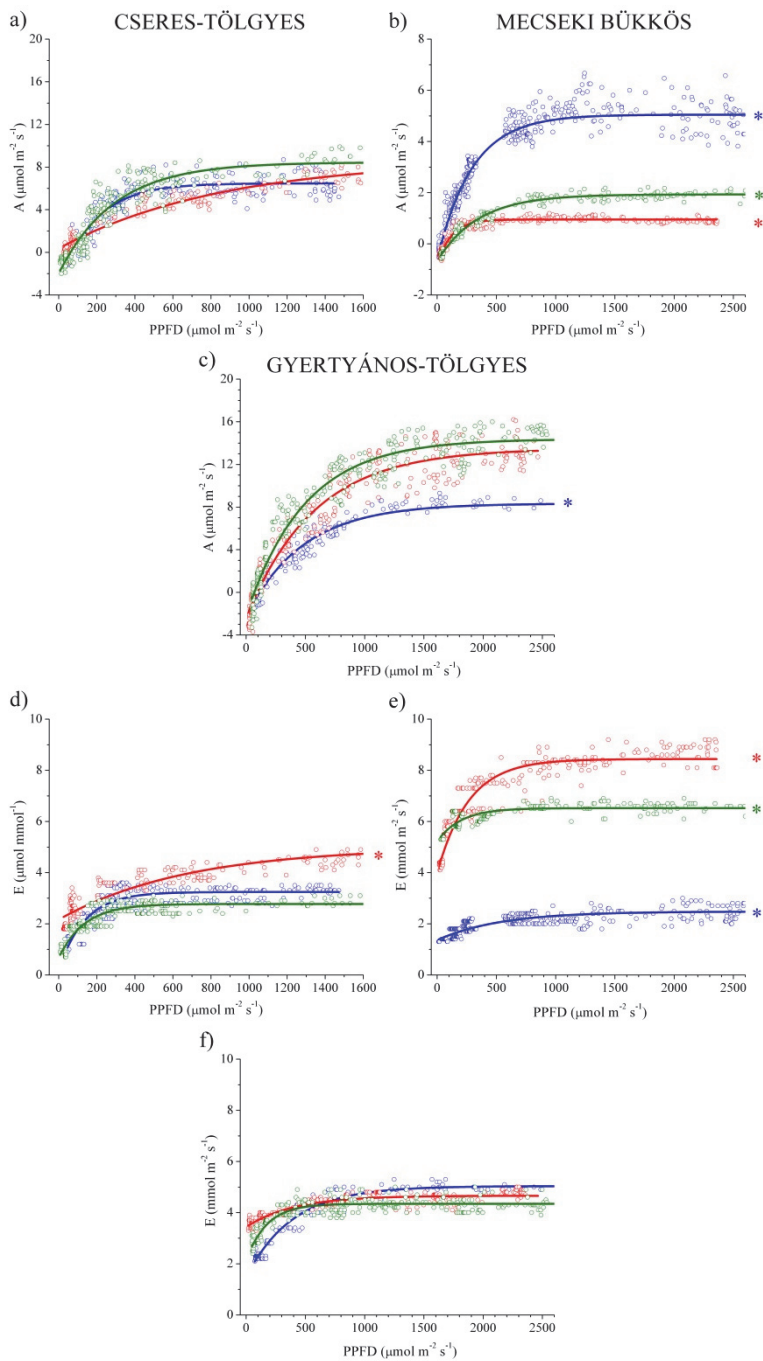 a) CSERES-TÖLGYES
b) MECSEKI BÜKKÖS
20
16
12
8
4
0
-4
A (µmol m⁻² s⁻¹)
0 200 400 600 800 1000 1200 1400 1600
PPFD (µmol m⁻² s⁻¹)
8
6
4
2
0
-2
A (µmol m⁻² s⁻¹)
0 500 1000 1500 2000 2500
PPFD (µmol m⁻² s⁻¹)
*
*
*
c) GYERTYÁNOS-TÖLGYES
20
16
12
8
4
0
-4
A (µmol m⁻² s⁻¹)
0 500 1000 1500 2000 2500
PPFD (µmol m⁻² s⁻¹)
*
d)
10
8
6
4
2
0
E (µmol mmol⁻¹)
0 200 400 600 800 1000 1200 1400 1600
PPFD (µmol m⁻² s⁻¹)
*
e)
10
8
6
4
2
0
E (mmol m⁻² s⁻¹)
0 500 1000 1500 2000 2500
PPFD (µmol m⁻² s⁻¹)
*
*
*
f)
10
8
6
4
2
0
E (mmol m⁻² s⁻¹)
0 500 1000 1500 2000 2500
PPFD (µmol m⁻² s⁻¹)